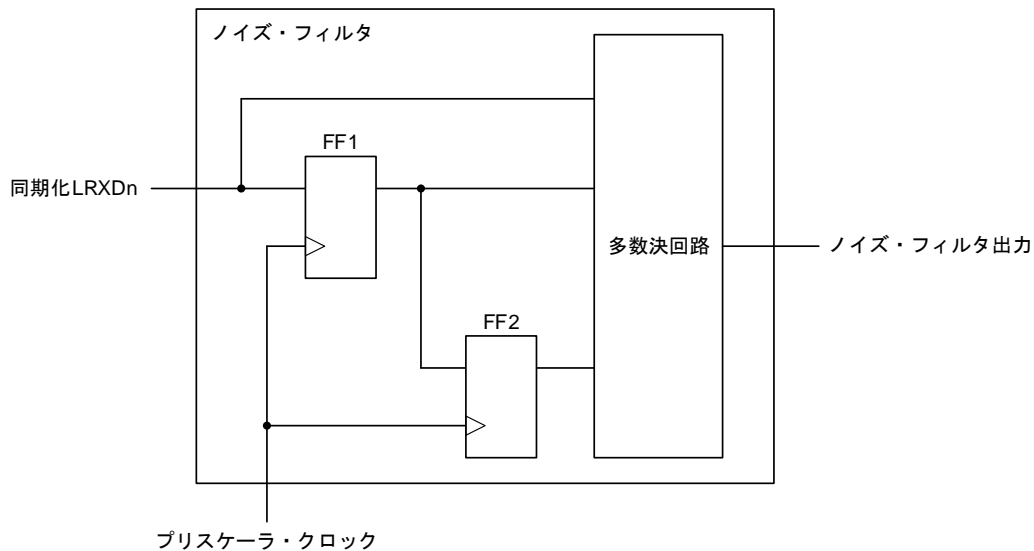 ノイズ・フィルタ
FF1
同期化LRXDn
多数決回路
ノイズ・フィルタ出力
FF2
プリスケーラ・クロック